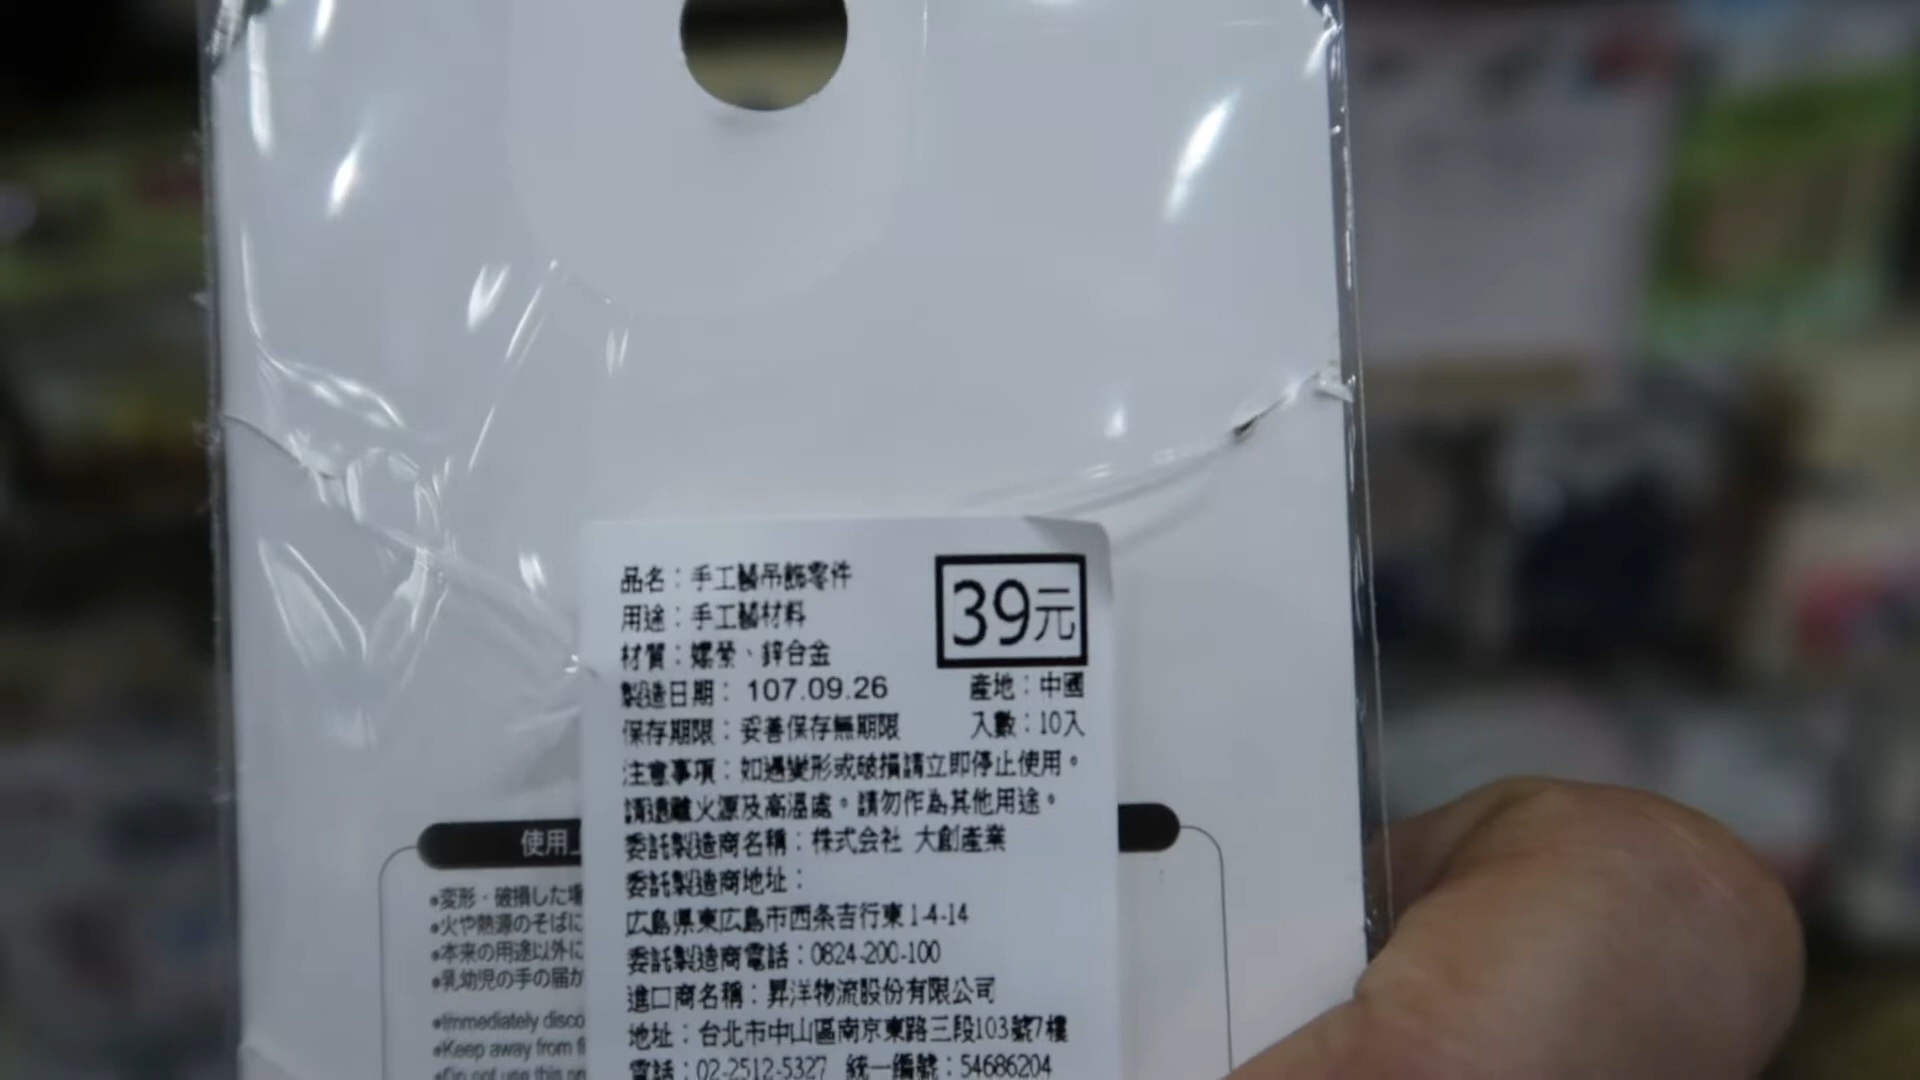 品名：手工藝吊飾零件
39元
用途：手工藝材料
材質：嫘縈、鋅合金
製造日期： 107.09.26
產地：中國
保存期限：妥善保存無期限
入數：10入
注意事項：如遇變形或破損請立即停止使用。
請遠離火源及高溫處。請勿作為其他用途。
委託製造商名稱：株式会社 大創產業
委託製造商地址：
広島県東広島市西条吉行東1-4-14
委託製造商電話：0824-200-100
進口商名稱：昇洋物流股份有限公司
地址：台北市中山區南京東路三段103號7樓
電話：02-2512-5327 統一編號：54686204
使用
●変形・破損した場
●火や熱源のそばに
●本来の用途以外に
●乳幼児の手の届か
●Immediately disco
●Keep away from fi
●Do not use this pr